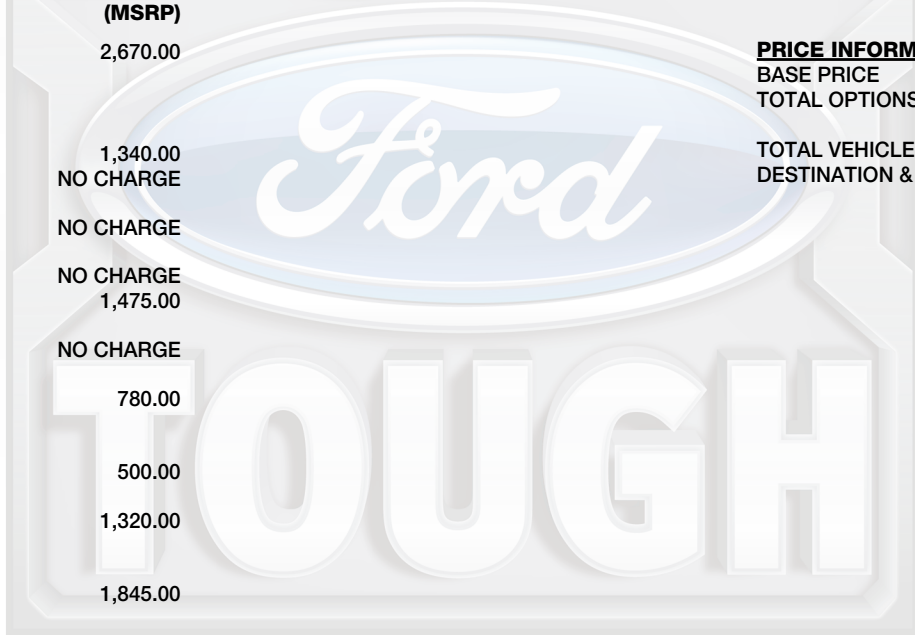 (MSRP)
2,670.00
1,340.00
NO CHARGE
NO CHARGE
NO CHARGE
1,475.00
NO CHARGE
780.00
500.00
1,320.00
1,845.00
PRICE INFORM
BASE PRICE
TOTAL OPTIONS
TOTAL VEHICLE
DESTINATION &
Ford
TOUGH